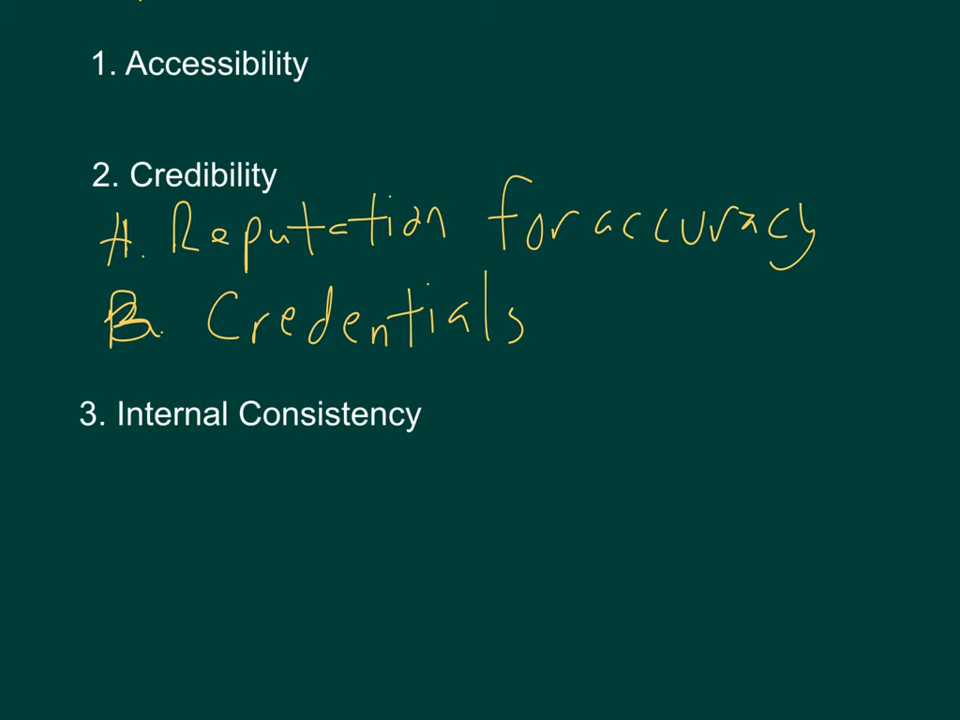 1. Accessibility
2. Credibility
A. Reputation for accuracy
B. Credentials
3. Internal Consistency